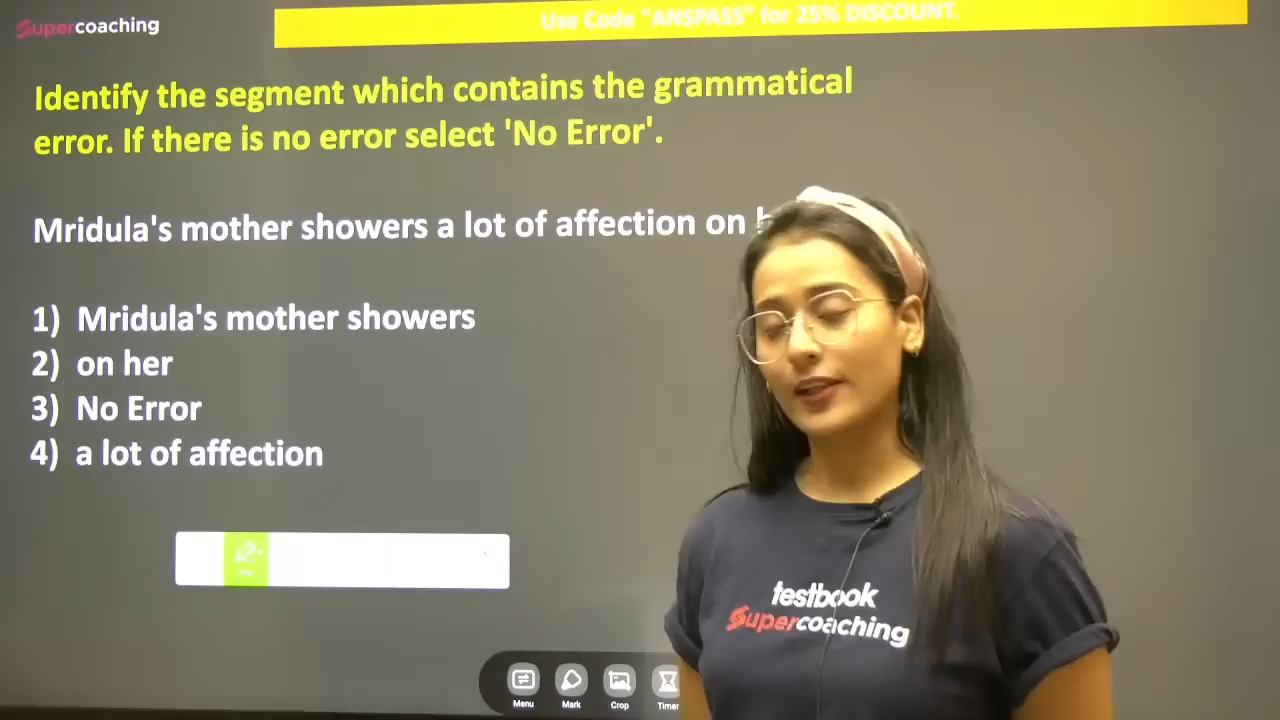 Supercoaching
Use Code "ANSPASS" for 25% DISCOUNT.
Identify the segment which contains the grammatical
error. If there is no error select 'No Error'.
Mridula's mother showers a lot of affection on
1) Mridula's mother showers
2) on her
3) No Error
4) a lot of affection
testbook
Supercoaching
Menu Mark Crop Timer